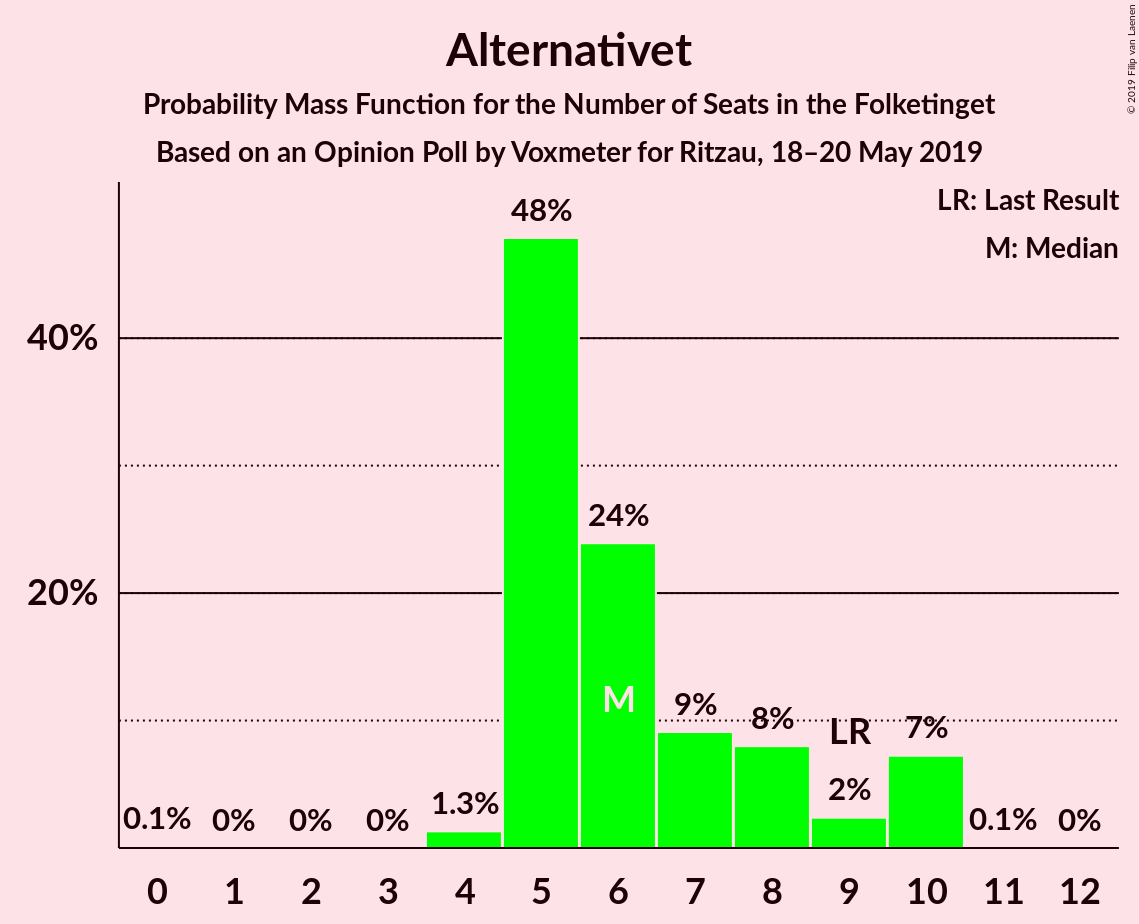 Alternativet
Probability Mass Function for the Number of Seats in the Folketinget
Based on an Opinion Poll by Voxmeter for Ritzau, 18–20 May 2019
© 2019 Filip van Laenen
LR: Last Result
M: Median
48%
40%
24%
20%
M
9%
8%
LR
7%
2%
1.3%
0.1%
0%
0%
0%
0.1%
0%
0 1 2 3 4 5 6 7 8 9 10 11 12